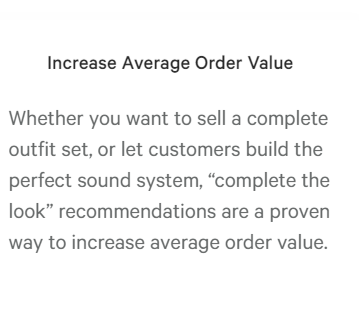 Increase Average Order Value
Whether you want to sell a complete
outfit set, or let customers build the
perfect sound system, “complete the
look” recommendations are a proven
way to increase average order value.